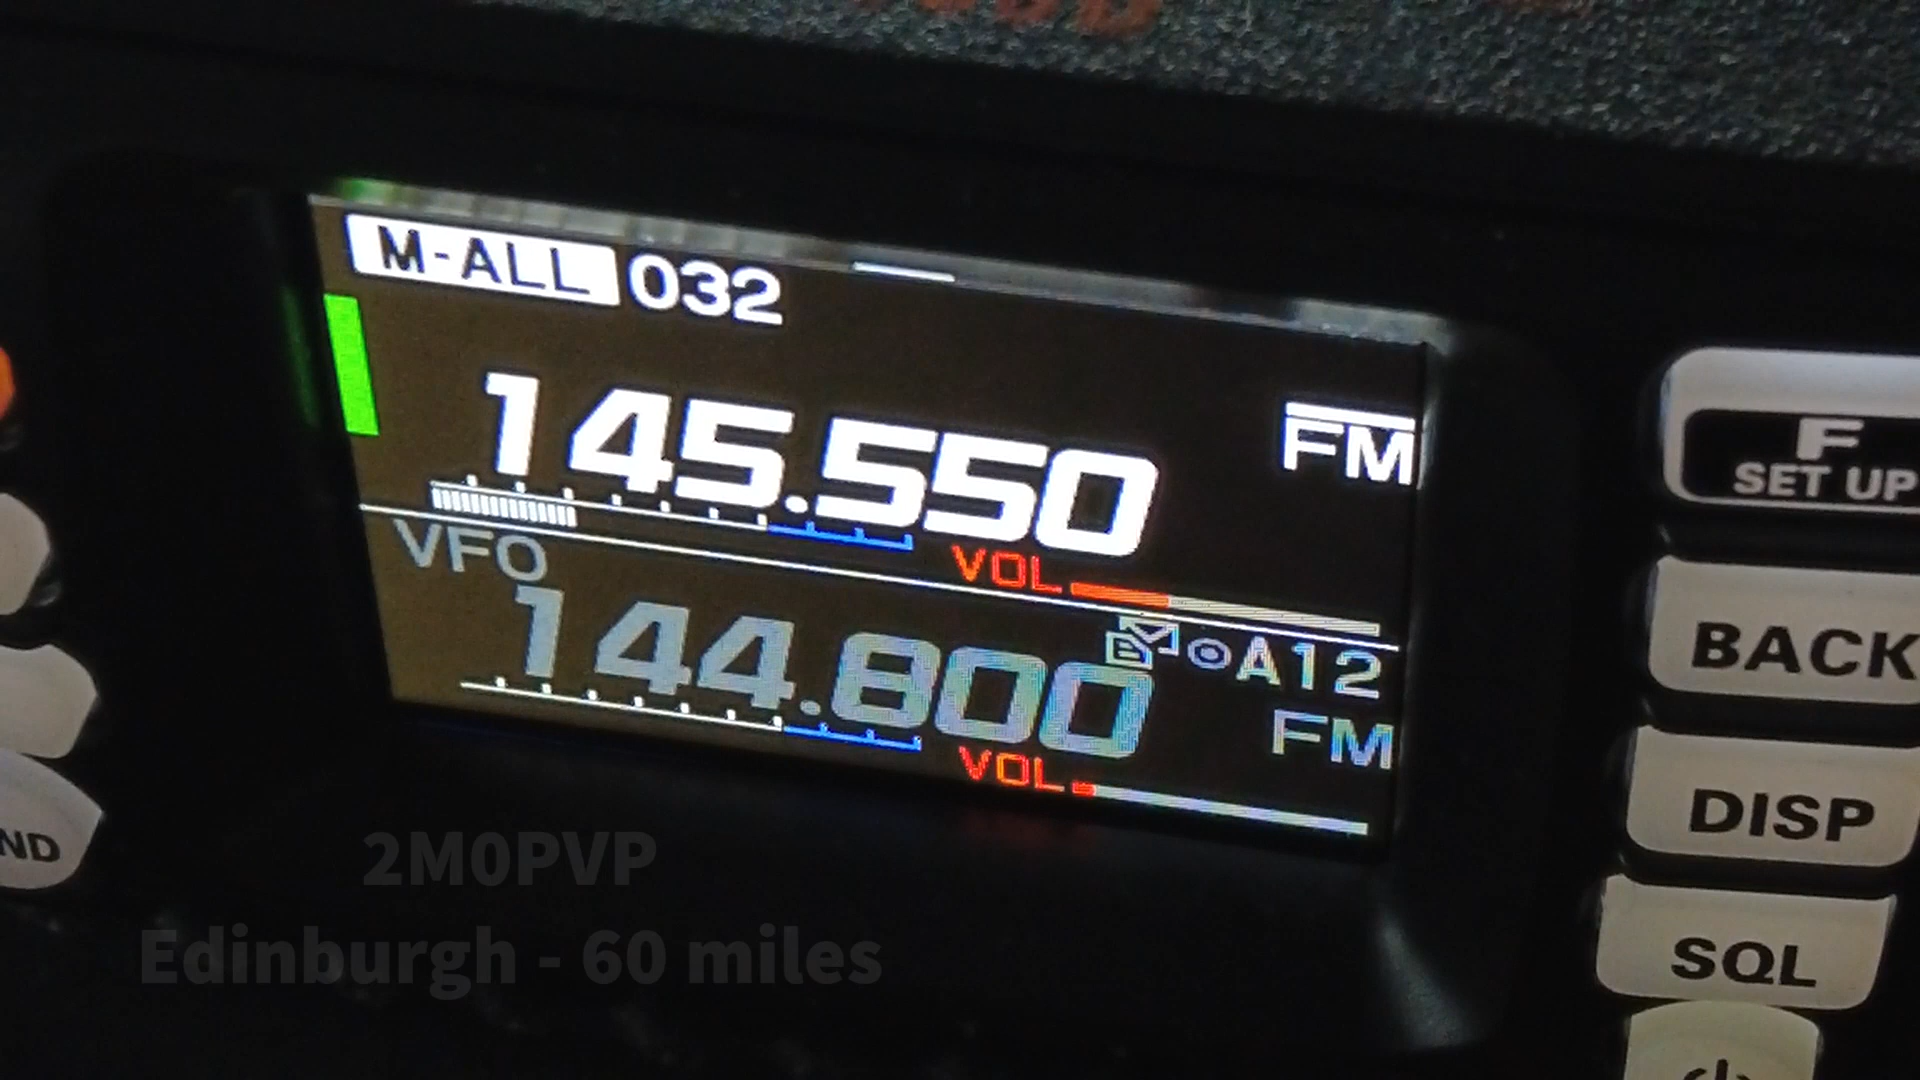 M-ALL 032
145.550 FM
VOL
VFO
A12
144.800 FM
VOL
F
SET UP
BACK
DISP
SQL
ND
2M0PVP
Edinburgh - 60 miles